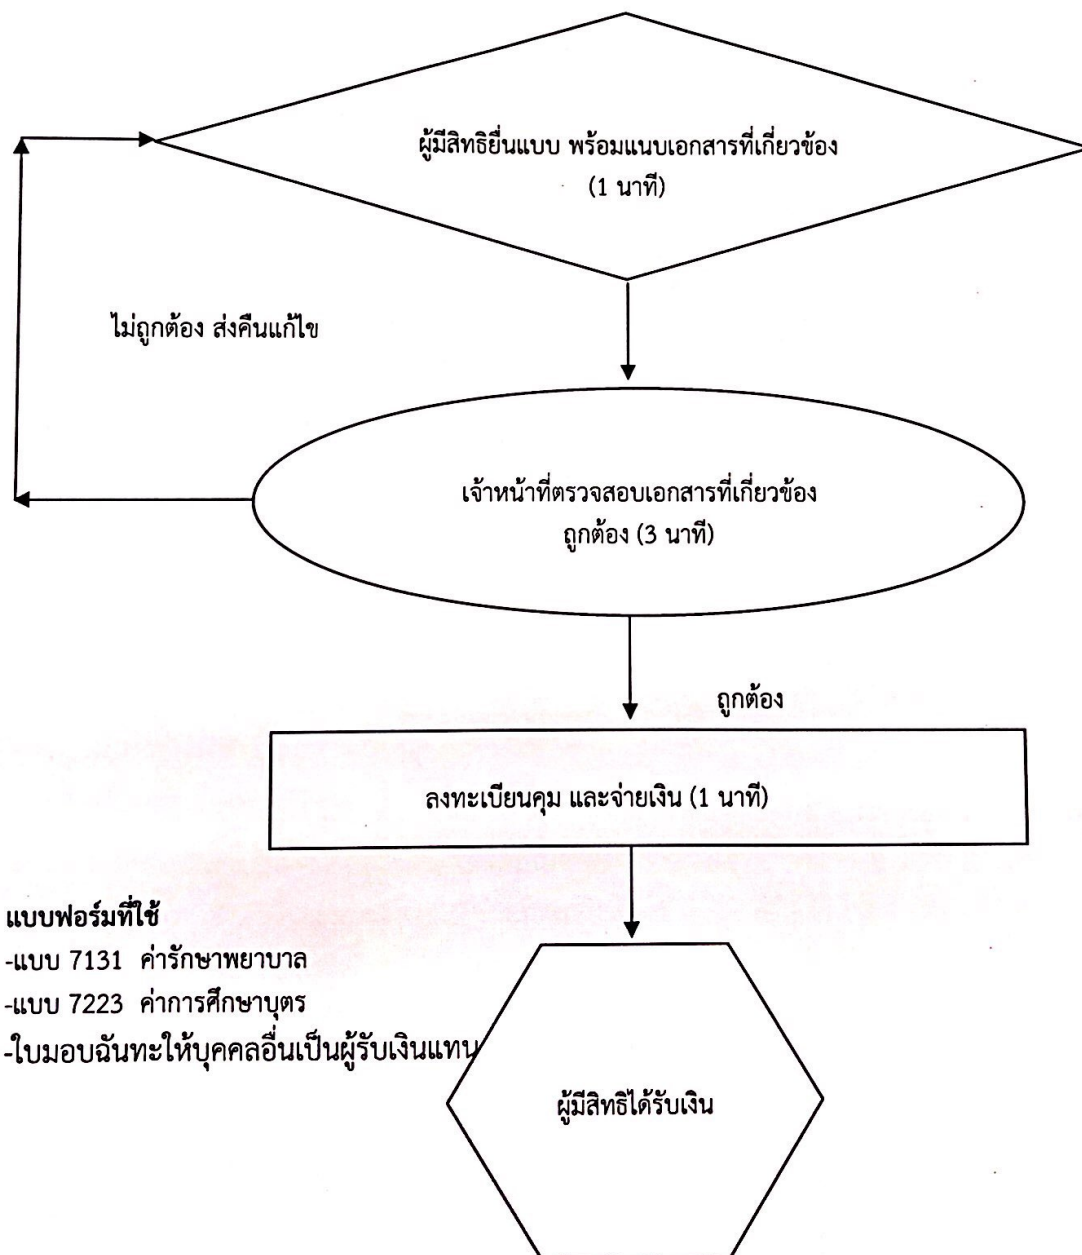 ผู้มีสิทธิยื่นแบบ พร้อมแนบเอกสารที่เกี่ยวข้อง
(1 นาที)
ไม่ถูกต้อง ส่งคืนแก้ไข
เจ้าหน้าที่ตรวจสอบเอกสารที่เกี่ยวข้อง
ถูกต้อง (3 นาที)
ถูกต้อง
ลงทะเบียนคุม และจ่ายเงิน (1 นาที)
แบบฟอร์มที่ใช้
-แบบ 7131 ค่ารักษาพยาบาล
-แบบ 7223 ค่าการศึกษาบุตร
-ใบมอบฉันทะให้บุคคลอื่นเป็นผู้รับเงินแทน
ผู้มีสิทธิได้รับเงิน